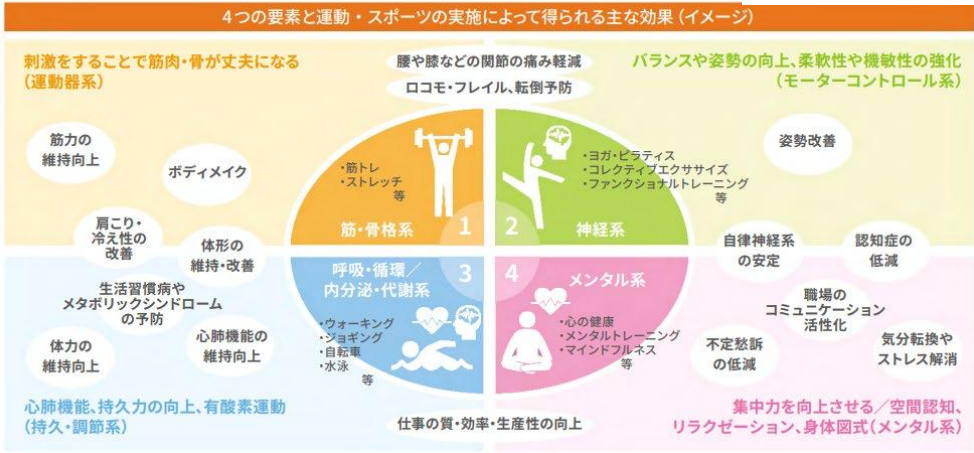 4つの要素と運動・スポーツの実施によって得られる主な効果(イメージ)
刺激をすることで筋肉・骨が丈夫になる
(運動器系)
腰や膝などの関節の痛み軽減
ロコモ・フレイル、転倒予防
バランスや姿勢の向上、柔軟性や機敏性の強化
(モーターコントロール系)
筋力の
維持向上
ボディメイク
肩こり・
冷え性の
改善
体形の
維持・改善
・筋トレ
・ストレッチ
等
筋・骨格系
1
2
・ヨガ・ピラティス
・コレクティブエクササイズ
・ファンクショナルトレーニング
等
神経系
姿勢改善
自律神経系
の安定
認知症の
低減
生活習慣病や
メタボリックシンドローム
の予防
体力の
維持向上
心肺機能の
維持向上
呼吸・循環/
内分泌・代謝系
3
・ウォーキング
・ジョギング
・自転車
・水泳
等
4
メンタル系
・心の健康
・メンタルトレーニング
・マインドフルネス
等
職場の
コミュニケーション
活性化
不定愁訴
の低減
気分転換や
ストレス解消
心肺機能、持久力の向上、有酸素運動
(持久・調節系)
仕事の質・効率・生産性の向上
集中力を向上させる/空間認知、
リラクゼーション、身体図式(メンタル系)